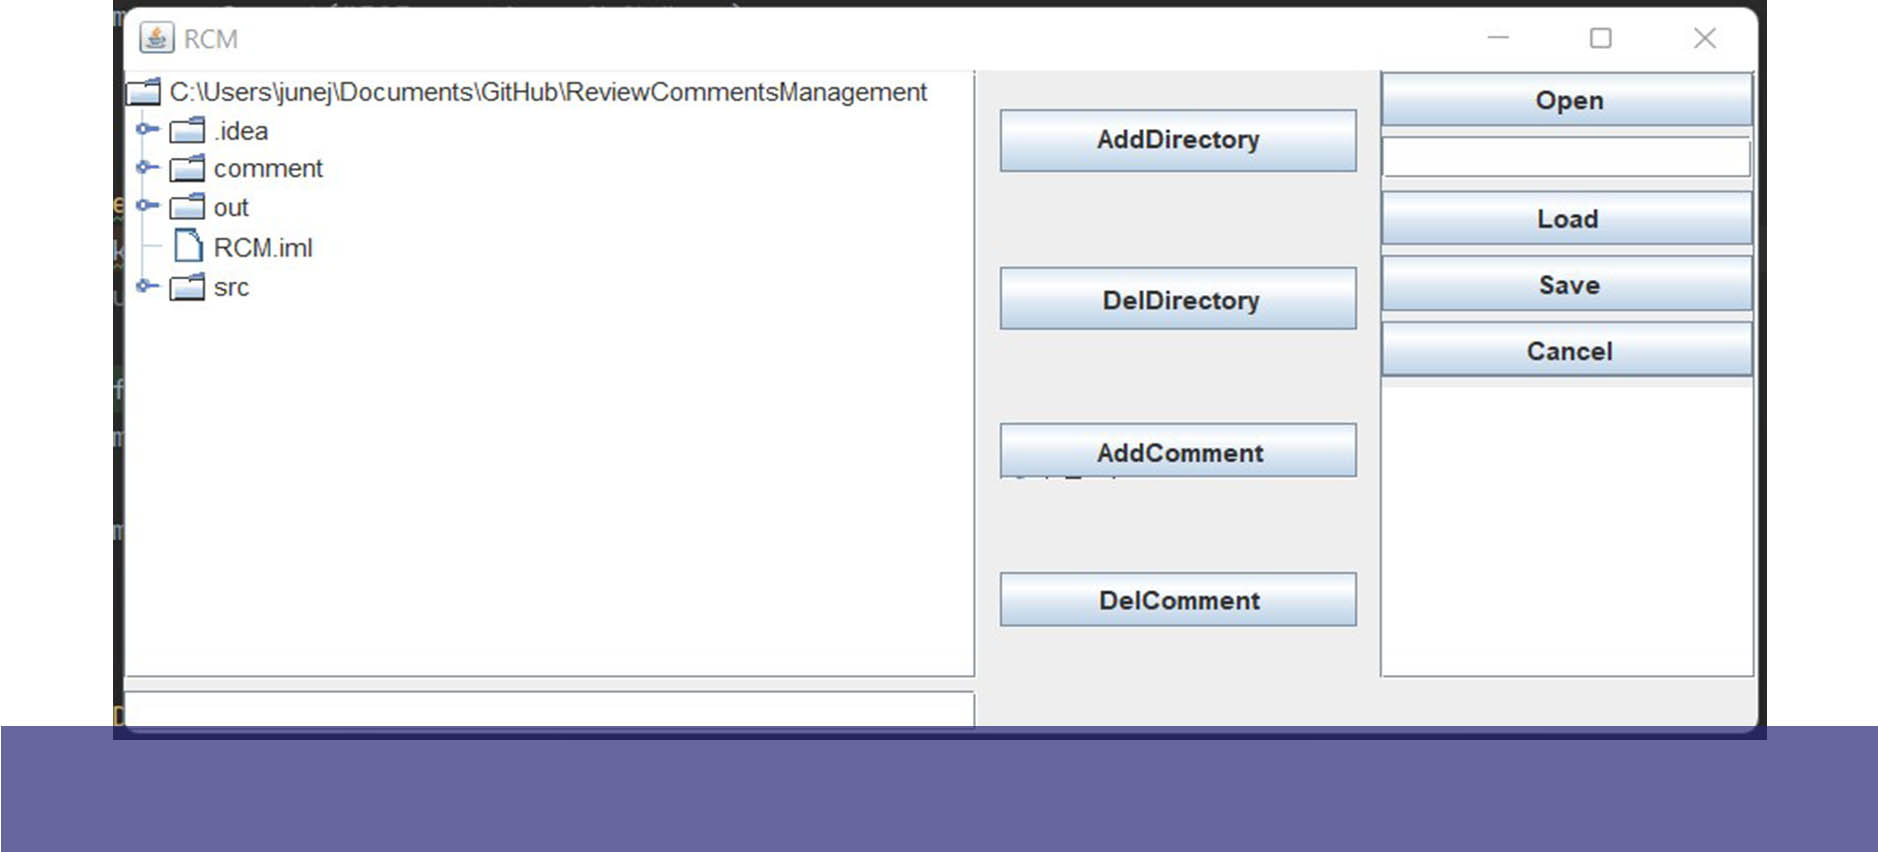 RCM
C:\Users\junej\Documents\GitHub\ReviewCommentsManagement
.idea
comment
out
RCM.iml
src
AddDirectory
DelDirectory
AddComment
DelComment
Open
Load
Save
Cancel